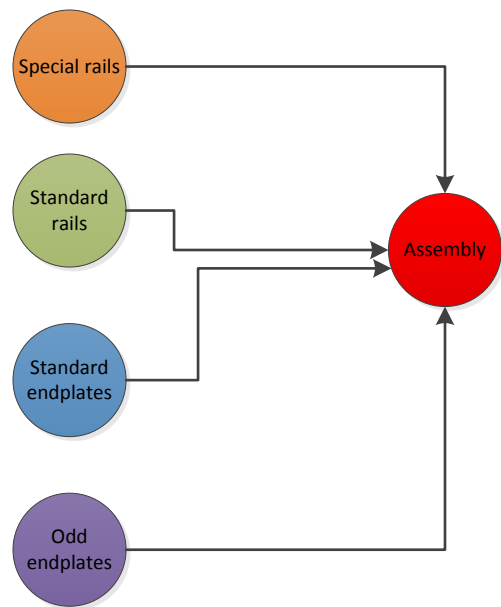 Special rails
Standard
rails
Assembly
Standard
endplates
Odd
endplates